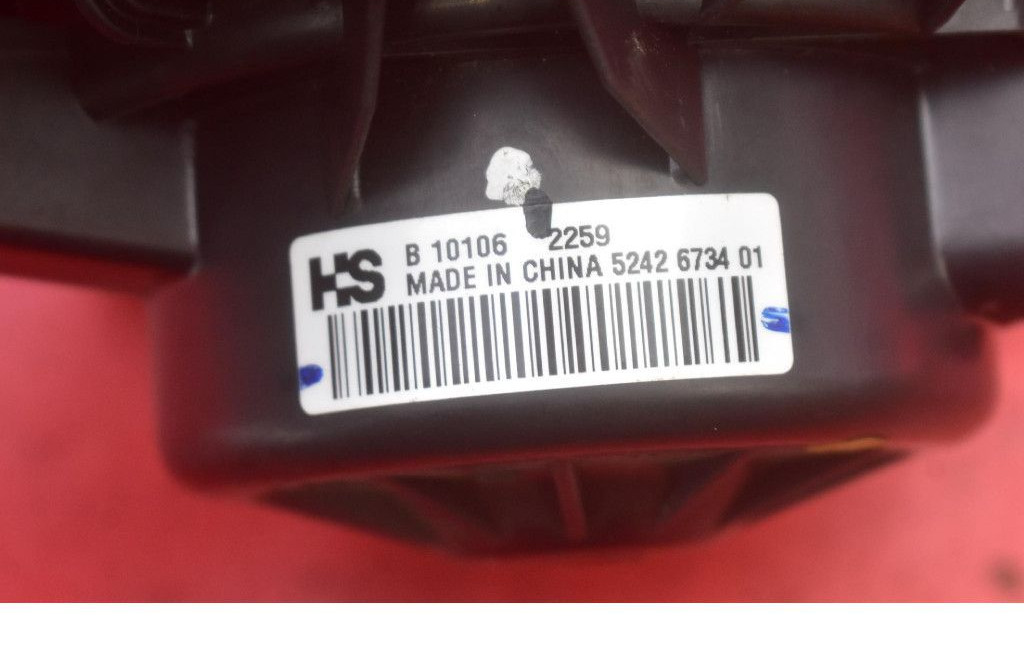 HS
B 10106 2259
MADE IN CHINA 5242 6734 01